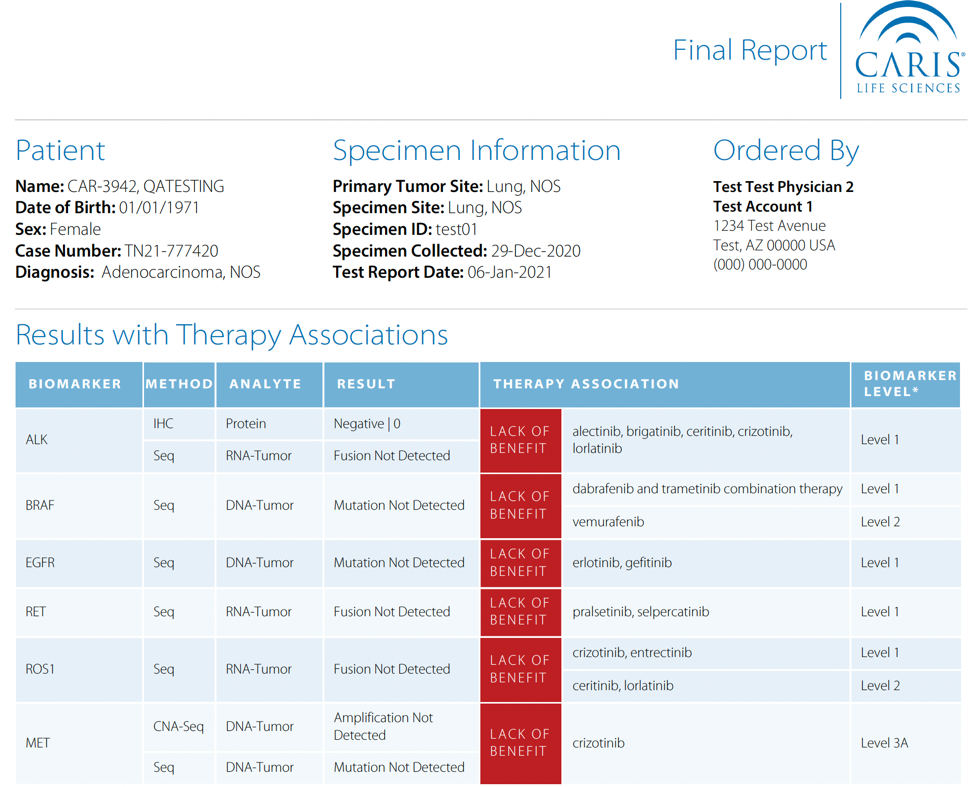 Final Report
CARIS®
LIFE SCIENCES
Patient
Name: CAR-3942, QATESTING
Date of Birth: 01/01/1971
Sex: Female
Case Number: TN21-777420
Diagnosis: Adenocarcinoma, NOS
Specimen Information
Primary Tumor Site: Lung, NOS
Specimen Site: Lung, NOS
Specimen ID: test01
Specimen Collected: 29-Dec-2020
Test Report Date: 06-Jan-2021
Ordered By
Test Test Physician 2
Test Account 1
1234 Test Avenue
Test, AZ 00000 USA
(000) 000-0000
Results with Therapy Associations
BIOMARKER METHOD ANALYTE RESULT THERAPY ASSOCIATION BIOMARKER
LEVEL*
ALK
IHC Protein Negative | 0
Seq RNA-Tumor Fusion Not Detected
LACK OF
BENEFIT
alectinib, brigatinib, ceritinib, crizotinib,
lorlatinib
Level 1
BRAF Seq DNA-Tumor Mutation Not Detected
LACK OF
BENEFIT
dabrafenib and trametinib combination therapy Level 1
vemurafenib Level 2
EGFR Seq DNA-Tumor Mutation Not Detected
LACK OF
BENEFIT
erlotinib, gefitinib Level 1
RET Seq RNA-Tumor Fusion Not Detected
LACK OF
BENEFIT
pralsetinib, selpercatinib Level 1
ROS1 Seq RNA-Tumor Fusion Not Detected
LACK OF
BENEFIT
crizotinib, entrectinib Level 1
ceritinib, lorlatinib Level 2
MET
CNA-Seq DNA-Tumor Amplification Not
Detected
Seq DNA-Tumor Mutation Not Detected
LACK OF
BENEFIT
crizotinib Level 3A